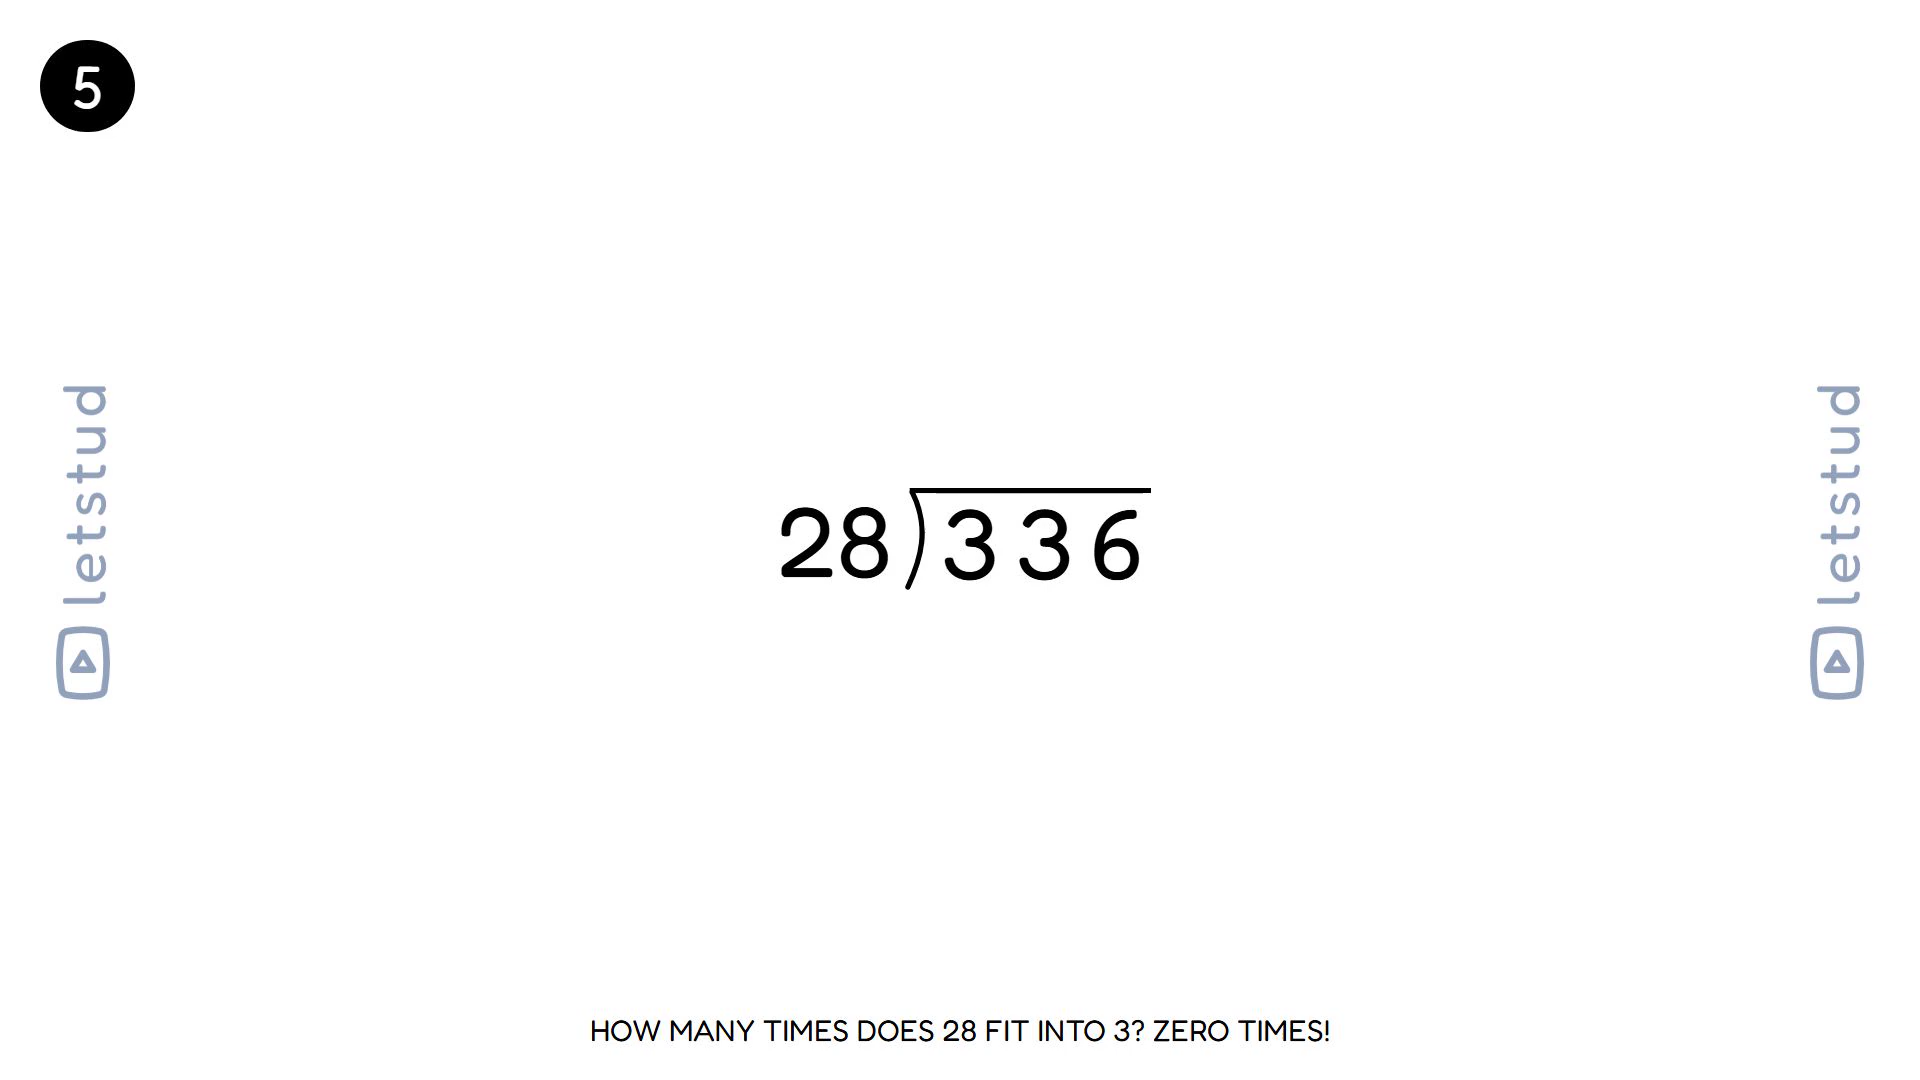 5
letstud
28)336
letstud
HOW MANY TIMES DOES 28 FIT INTO 3? ZERO TIMES!